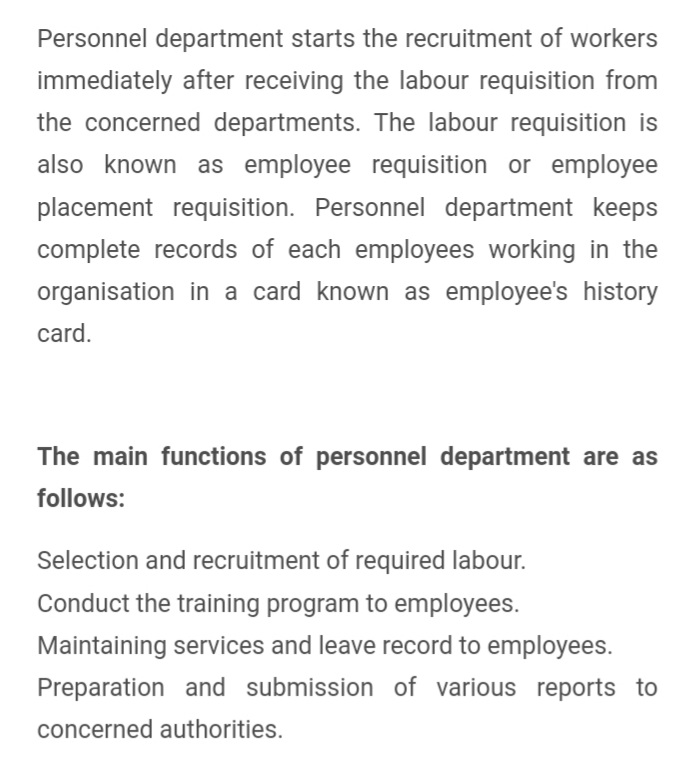 Personnel department starts the recruitment of workers
immediately after receiving the labour requisition from
the concerned departments. The labour requisition is
also known as employee requisition or employee
placement requisition. Personnel department keeps
complete records of each employees working in the
organisation in a card known as employee's history
card.
The main functions of personnel department are as
follows:
Selection and recruitment of required labour.
Conduct the training program to employees.
Maintaining services and leave record to employees.
Preparation and submission of various reports to
concerned authorities.